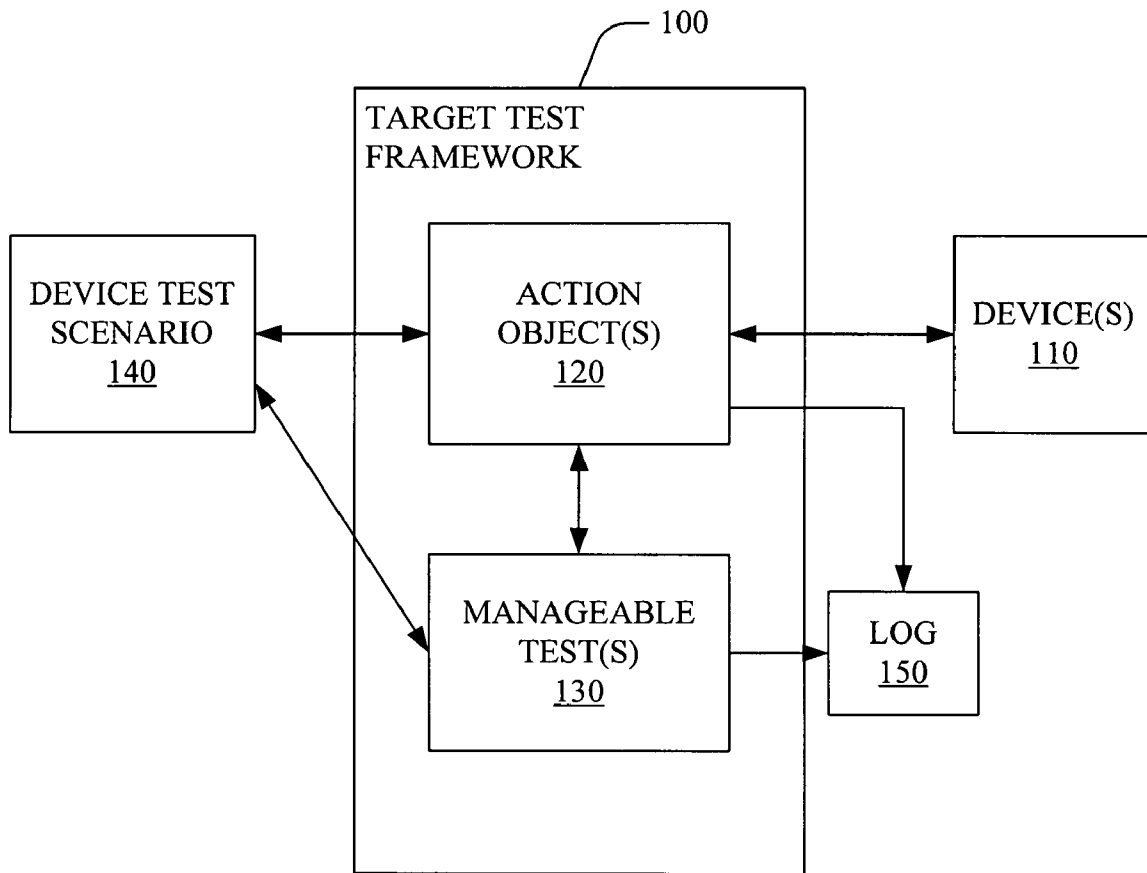 100
TARGET TEST
FRAMEWORK
DEVICE TEST
SCENARIO
140
ACTION
OBJECT(S)
120
DEVICE(S)
110
MANAGEABLE
TEST(S)
130
LOG
150